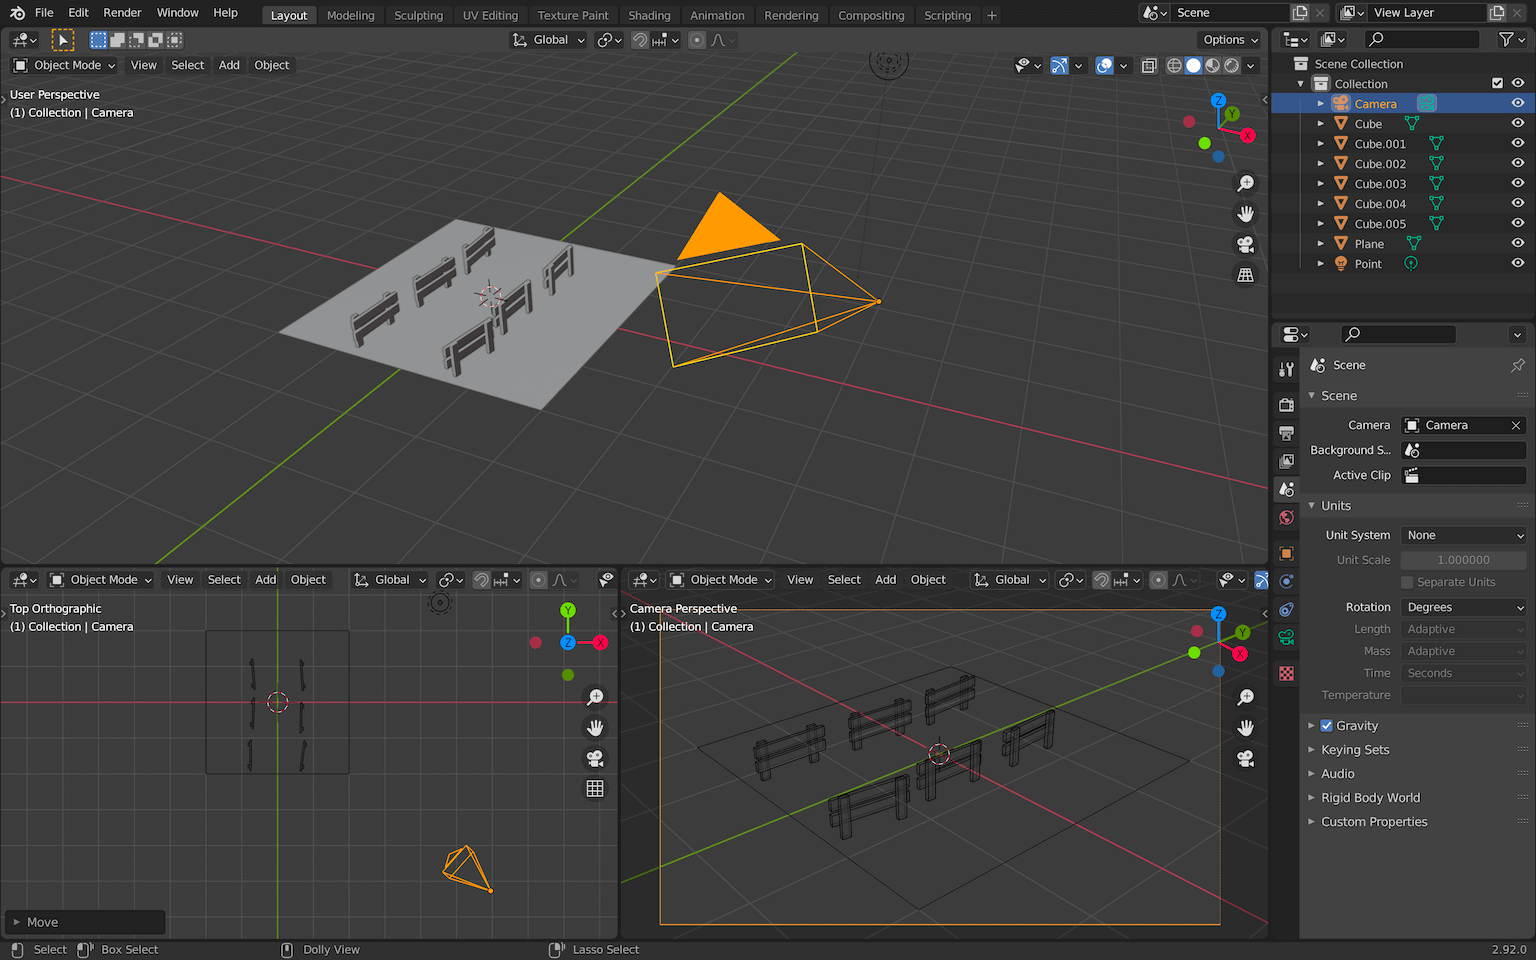 File Edit Render Window Help
Layout Modeling Sculpting UV Editing Texture Paint Shading Animation Rendering Compositing Scripting +
Scene
View Layer
Global
Options
Object Mode View Select Add Object
User Perspective
(1) Collection | Camera
Z
Y
X
Scene Collection
Collection
Camera
Cube
Cube.001
Cube.002
Cube.003
Cube.004
Cube.005
Plane
Point
Scene
Scene
Camera Camera
Background S...
Active Clip
Units
Unit System None
Unit Scale 1.000000
Separate Units
Rotation Degrees
Length Adaptive
Mass Adaptive
Time Seconds
Temperature
Gravity
Keying Sets
Audio
Rigid Body World
Custom Properties
Object Mode View Select Add Object Global
Top Orthographic
(1) Collection | Camera
Y
Z
X
Move
Object Mode View Select Add Object Global
Camera Perspective
(1) Collection | Camera
Z
Y
X
Select Box Select Dolly View Lasso Select 2.92.0